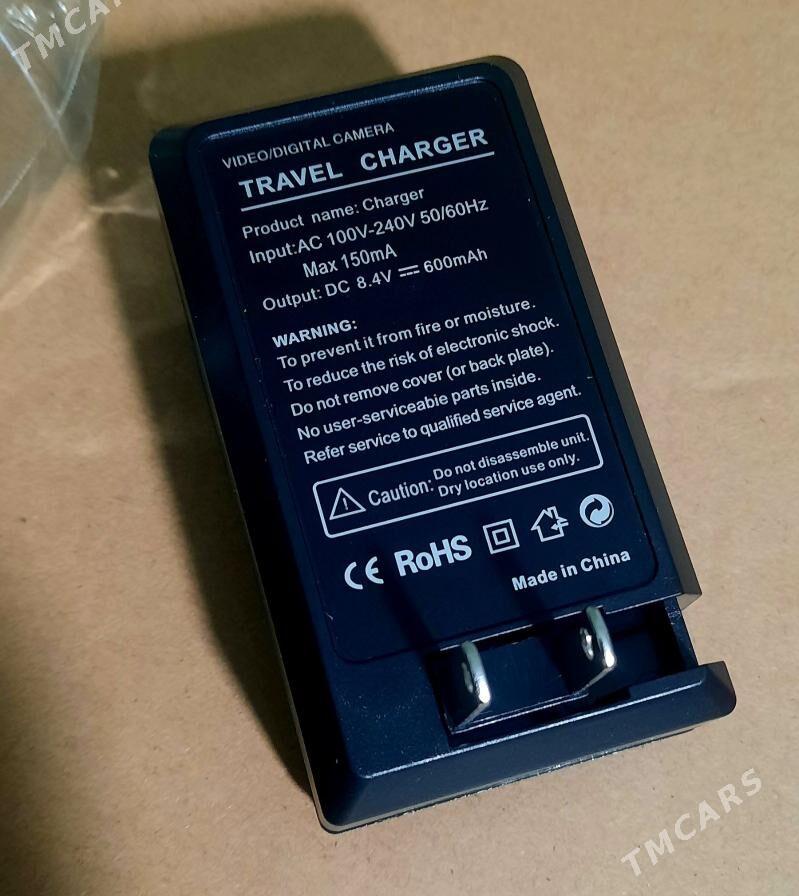 TMCARS
VIDEO/DIGITAL CAMERA
TRAVEL CHARGER
Product name: Charger
Input:AC 100V-240V 50/60Hz
Max 150mA
Output: DC 8.4V ⎓ 600mAh
WARNING:
To prevent it from fire or moisture.
To reduce the risk of electronic shock.
Do not remove cover (or back plate).
No user-serviceabie parts inside.
Refer service to qualified service agent.
Caution: Do not disassemble unit.
Dry location use only.
CE RoHS
Made in China
TMCARS